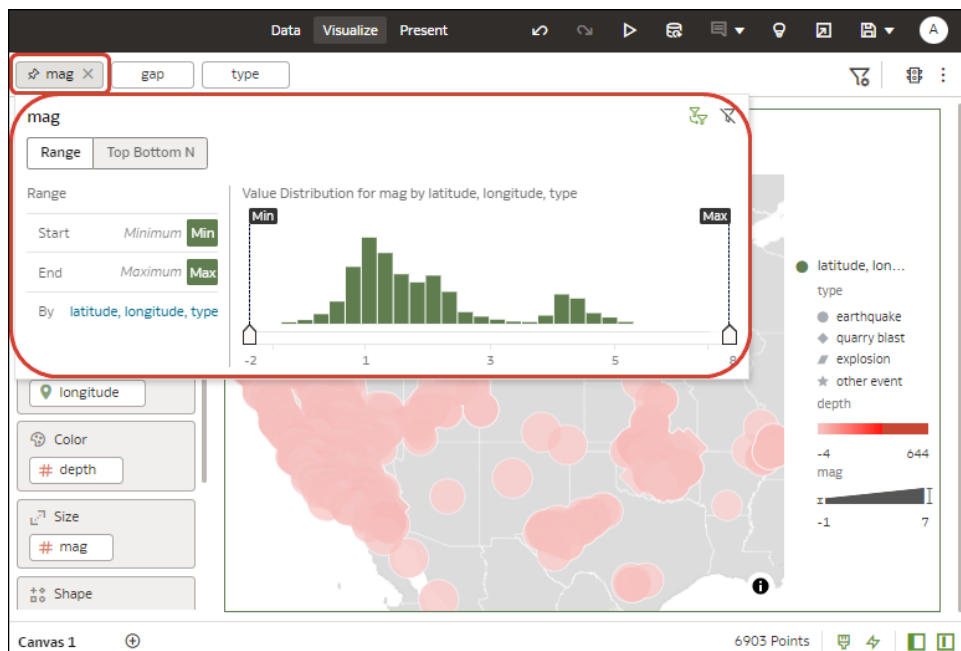 Data Visualize Present A
mag gap type
mag
Range Top Bottom N
Range
Value Distribution for mag by latitude, longitude, type
Min Max
Start Minimum Min
End Maximum Max
By latitude, longitude, type
-2 1 3 5 8
latitude, lon...
type
earthquake
quarry blast
explosion
other event
depth
-4 644
mag
-1 7
longitude
Color
# depth
Size
# mag
Shape
Canvas 1
6903 Points